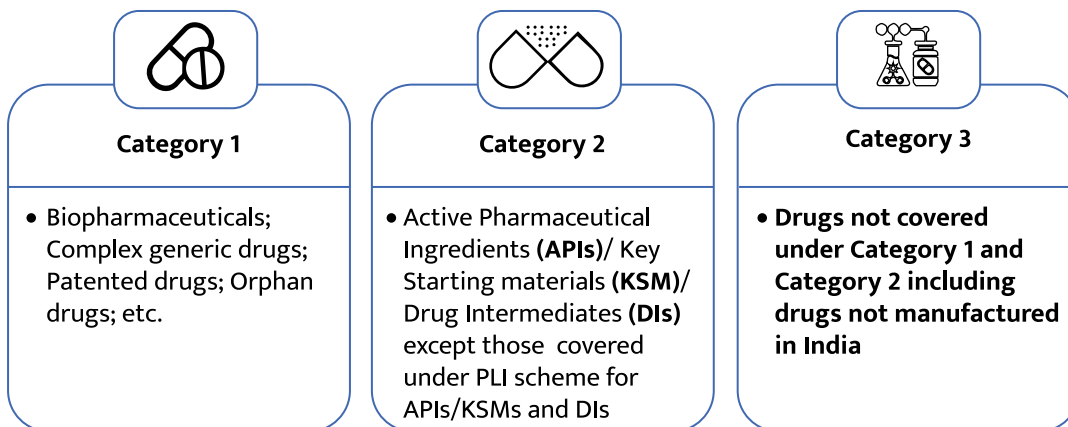 Category 1
• Biopharmaceuticals;
Complex generic drugs;
Patented drugs; Orphan
drugs; etc.
Category 2
• Active Pharmaceutical
Ingredients (APIs)/ Key
Starting materials (KSM)/
Drug Intermediates (DIs)
except those covered
under PLI scheme for
APIs/KSMs and DIs
Category 3
• Drugs not covered
under Category 1 and
Category 2 including
drugs not manufactured
in India